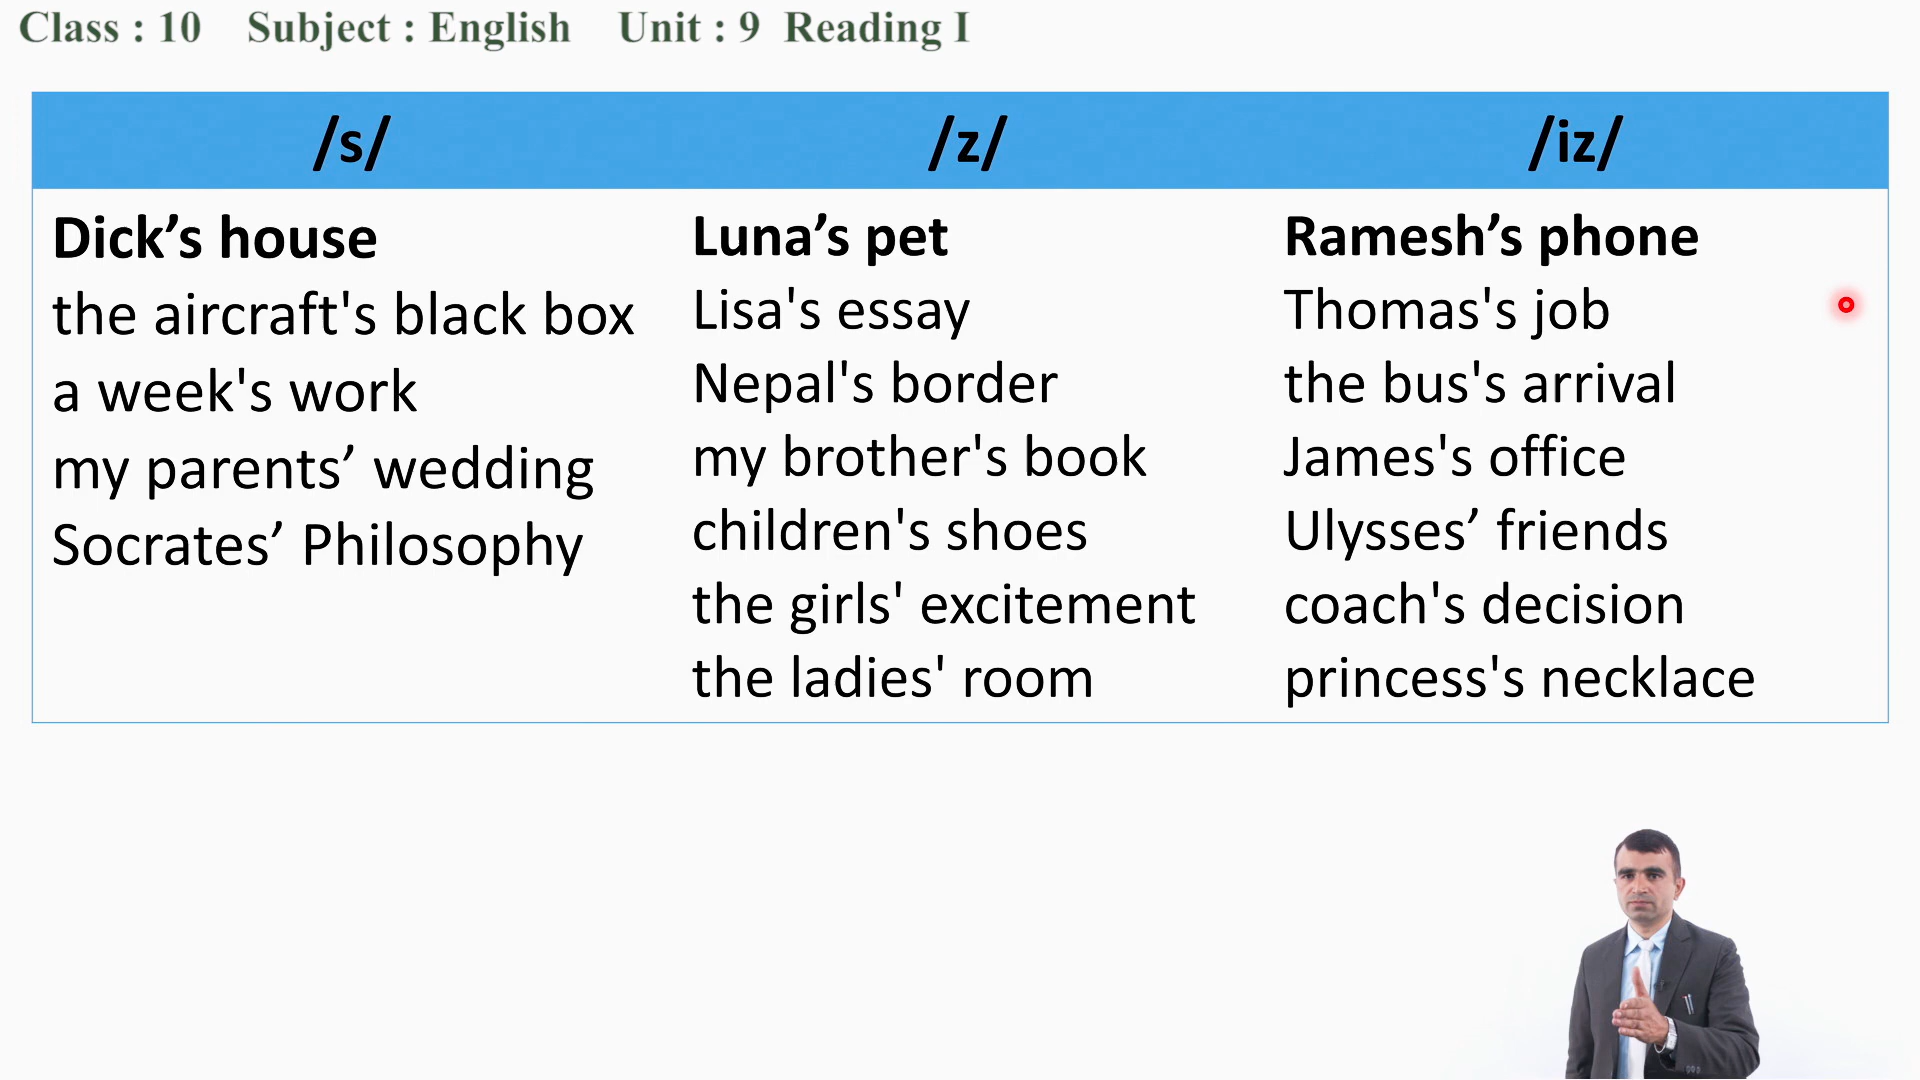 Class : 10 Subject : English Unit : 9 Reading I
/s/ /z/ /iz/
Dick’s house
the aircraft's black box
a week's work
my parents’ wedding
Socrates’ Philosophy
Luna’s pet
Lisa's essay
Nepal's border
my brother's book
children's shoes
the girls' excitement
the ladies' room
Ramesh’s phone
Thomas's job
the bus's arrival
James's office
Ulysses’ friends
coach's decision
princess's necklace